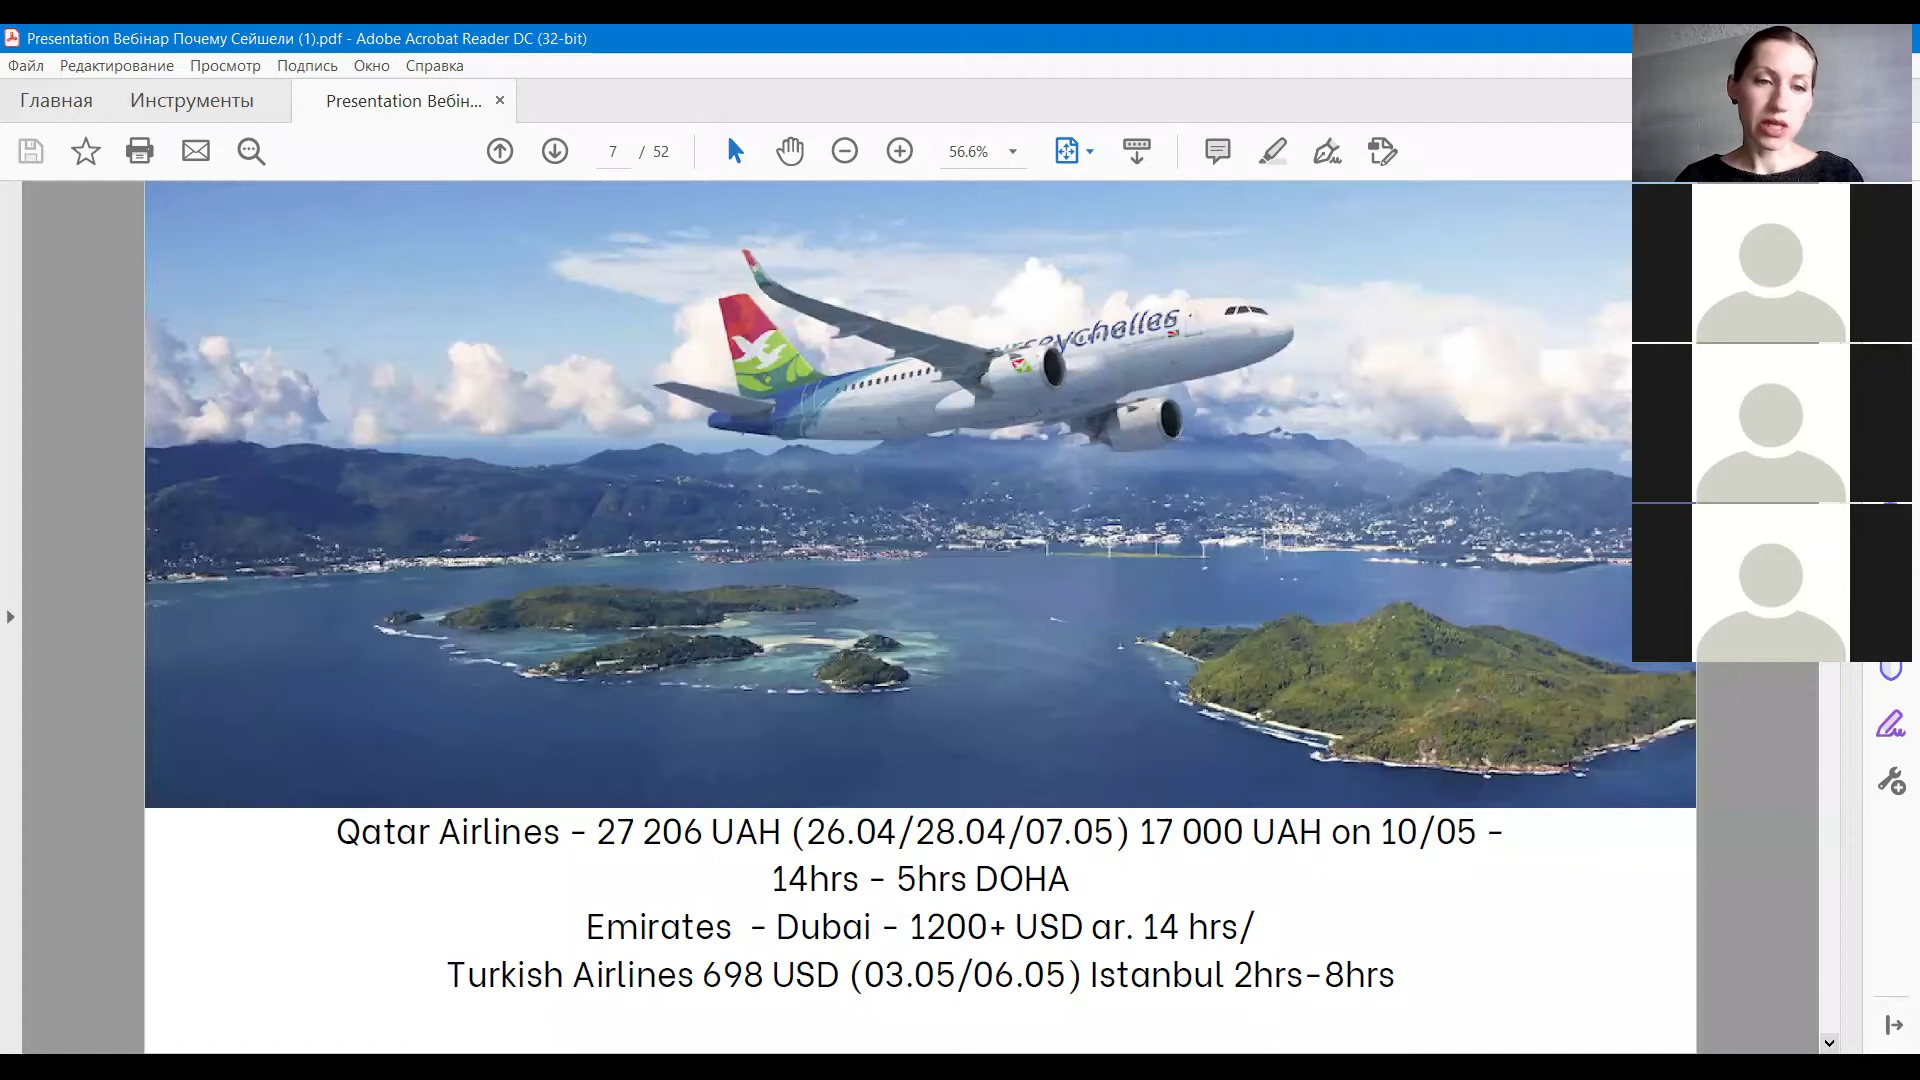 Presentation Вебінар Почему Сейшели (1).pdf - Adobe Acrobat Reader DC (32-bit)
Файл Редактирование Просмотр Подпись Окно Справка
Главная Инструменты Presentation Вебін...
7 / 52 56.6%
airseychelles
Qatar Airlines - 27 206 UAH (26.04/28.04/07.05) 17 000 UAH on 10/05 -
14hrs - 5hrs DOHA
Emirates - Dubai - 1200+ USD ar. 14 hrs/
Turkish Airlines 698 USD (03.05/06.05) Istanbul 2hrs-8hrs